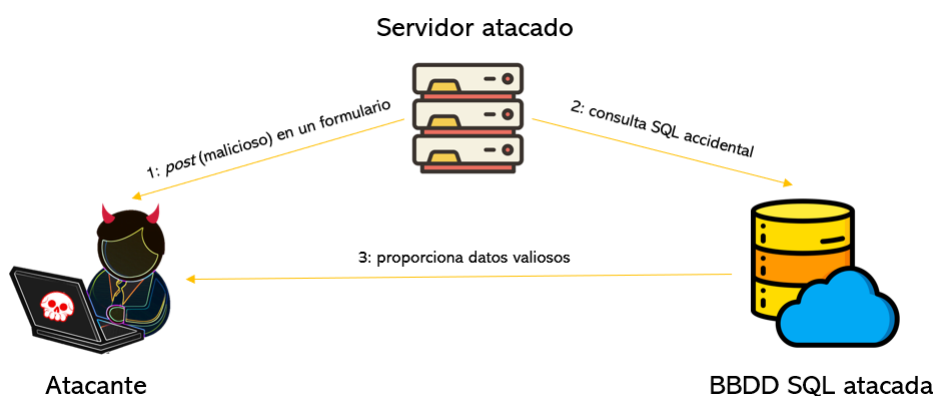 Servidor atacado
1: post (malicioso) en un formulario
2: consulta SQL accidental
3: proporciona datos valiosos
Atacante
BBDD SQL atacada